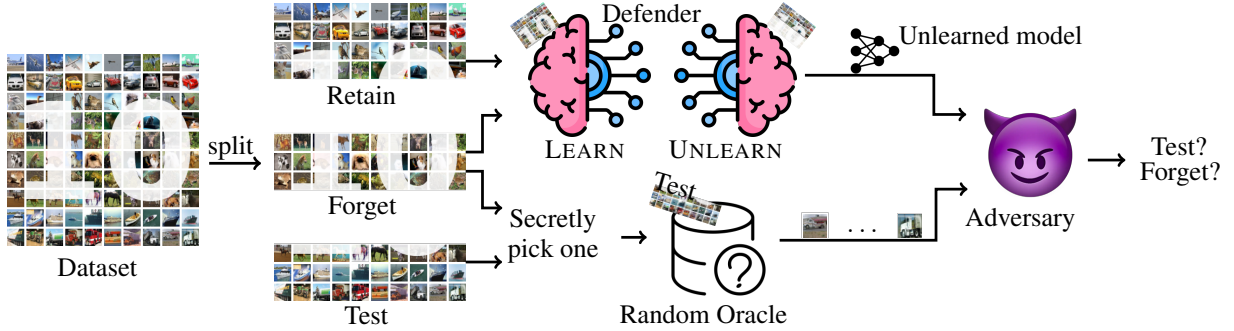 Dataset
split
Retain
Forget
Test
Defender
LEARN
UNLEARN
Unlearned model
Secretly
pick one
Test
Random Oracle
?
. . .
Adversary
Test?
Forget?
10